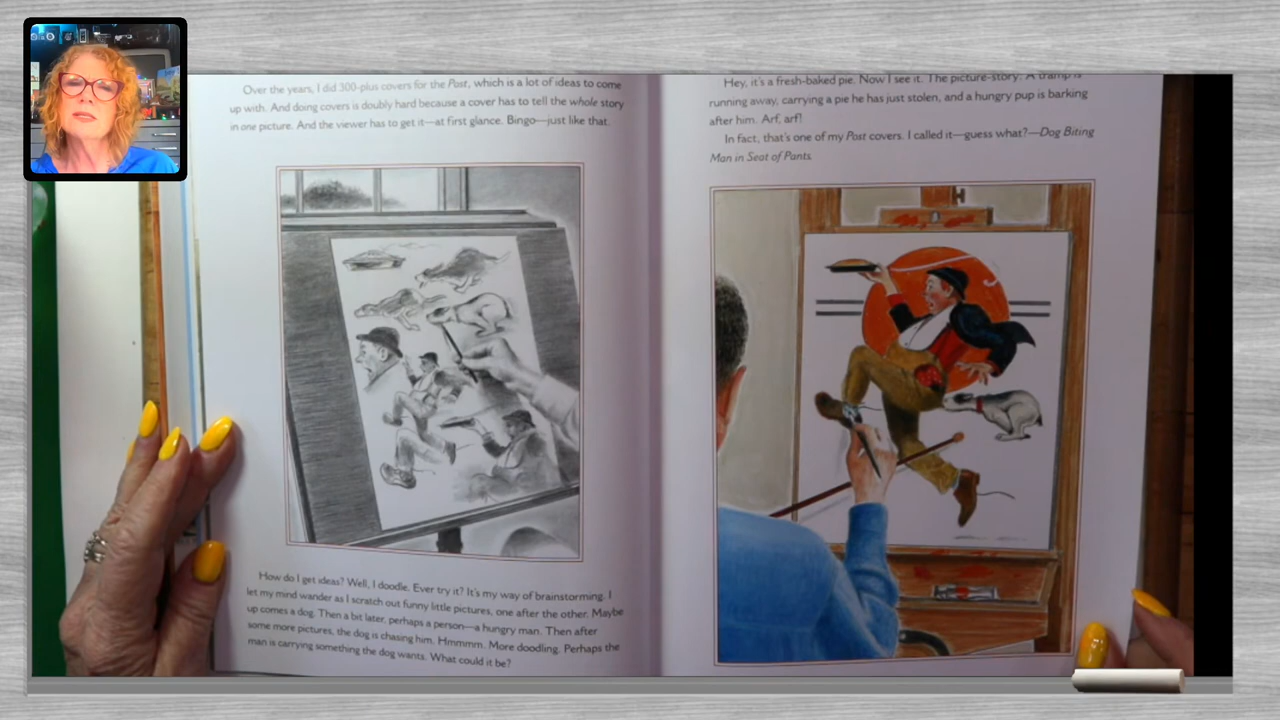 Over the years, I did 300-plus covers for the Post, which is a lot of ideas to come
up with. And doing covers is doubly hard because a cover has to tell the whole story
in one picture. And the viewer has to get it—at first glance. Bingo—just like that.
How do I get ideas? Well, I doodle. Ever try it? It's my way of brainstorming. I
let my mind wander as I scratch out funny little pictures, one after the other. Maybe
up comes a dog. Then a bit later, perhaps a person—a hungry man. Then after
some more pictures, the dog is chasing him. Hmmmm. More doodling. Perhaps the
man is carrying something the dog wants. What could it be?
Hey, it's a fresh-baked pie. Now I see it. The picture-story: A tramp is
running away, carrying a pie he has just stolen, and a hungry pup is barking
after him. Arf, arf!
In fact, that's one of my Post covers. I called it—guess what?—Dog Biting
Man in Seat of Pants.